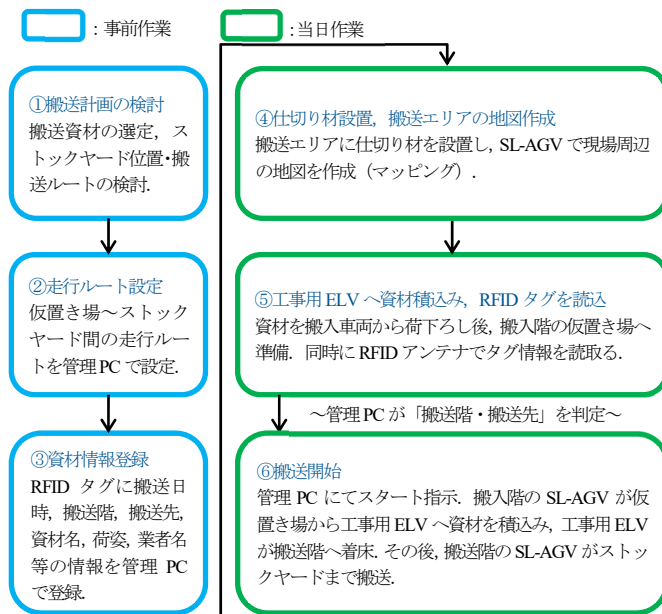 ：事前作業
：当日作業
①搬送計画の検討
搬送資材の選定，ス
トックヤード位置・搬
送ルートの検討．
②走行ルート設定
仮置き場～ストック
ヤード間の走行ルー
トを管理 PC で設定．
③資材情報登録
RFID タグに搬送日
時，搬送階，搬送先，
資材名，荷姿，業者名
等の情報を管理 PC
で登録．
④仕切り材設置，搬送エリアの地図作成
搬送エリアに仕切り材を設置し，SL-AGV で現場周辺
の地図を作成（マッピング）．
⑤工事用 ELV へ資材積込み，RFID タグを読込
資材を搬入車両から荷下ろし後，搬入階の仮置き場へ
準備．同時に RFID アンテナでタグ情報を読取る．
～管理 PC が「搬送階・搬送先」を判定～
⑥搬送開始
管理 PC にてスタート指示．搬入階の SL-AGV が仮
置き場から工事用 ELV へ資材を積込み，工事用 ELV
が搬送階へ着床．その後，搬送階の SL-AGV がストッ
クヤードまで搬送．